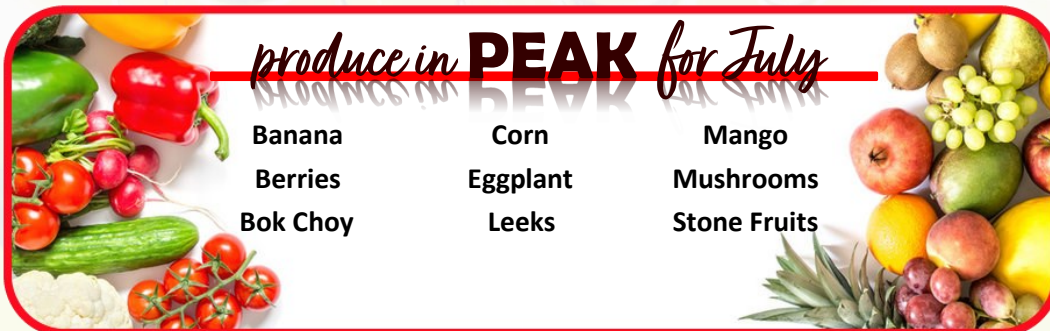 produce in PEAK for July
Banana
Corn
Mango
Berries
Eggplant
Mushrooms
Bok Choy
Leeks
Stone Fruits